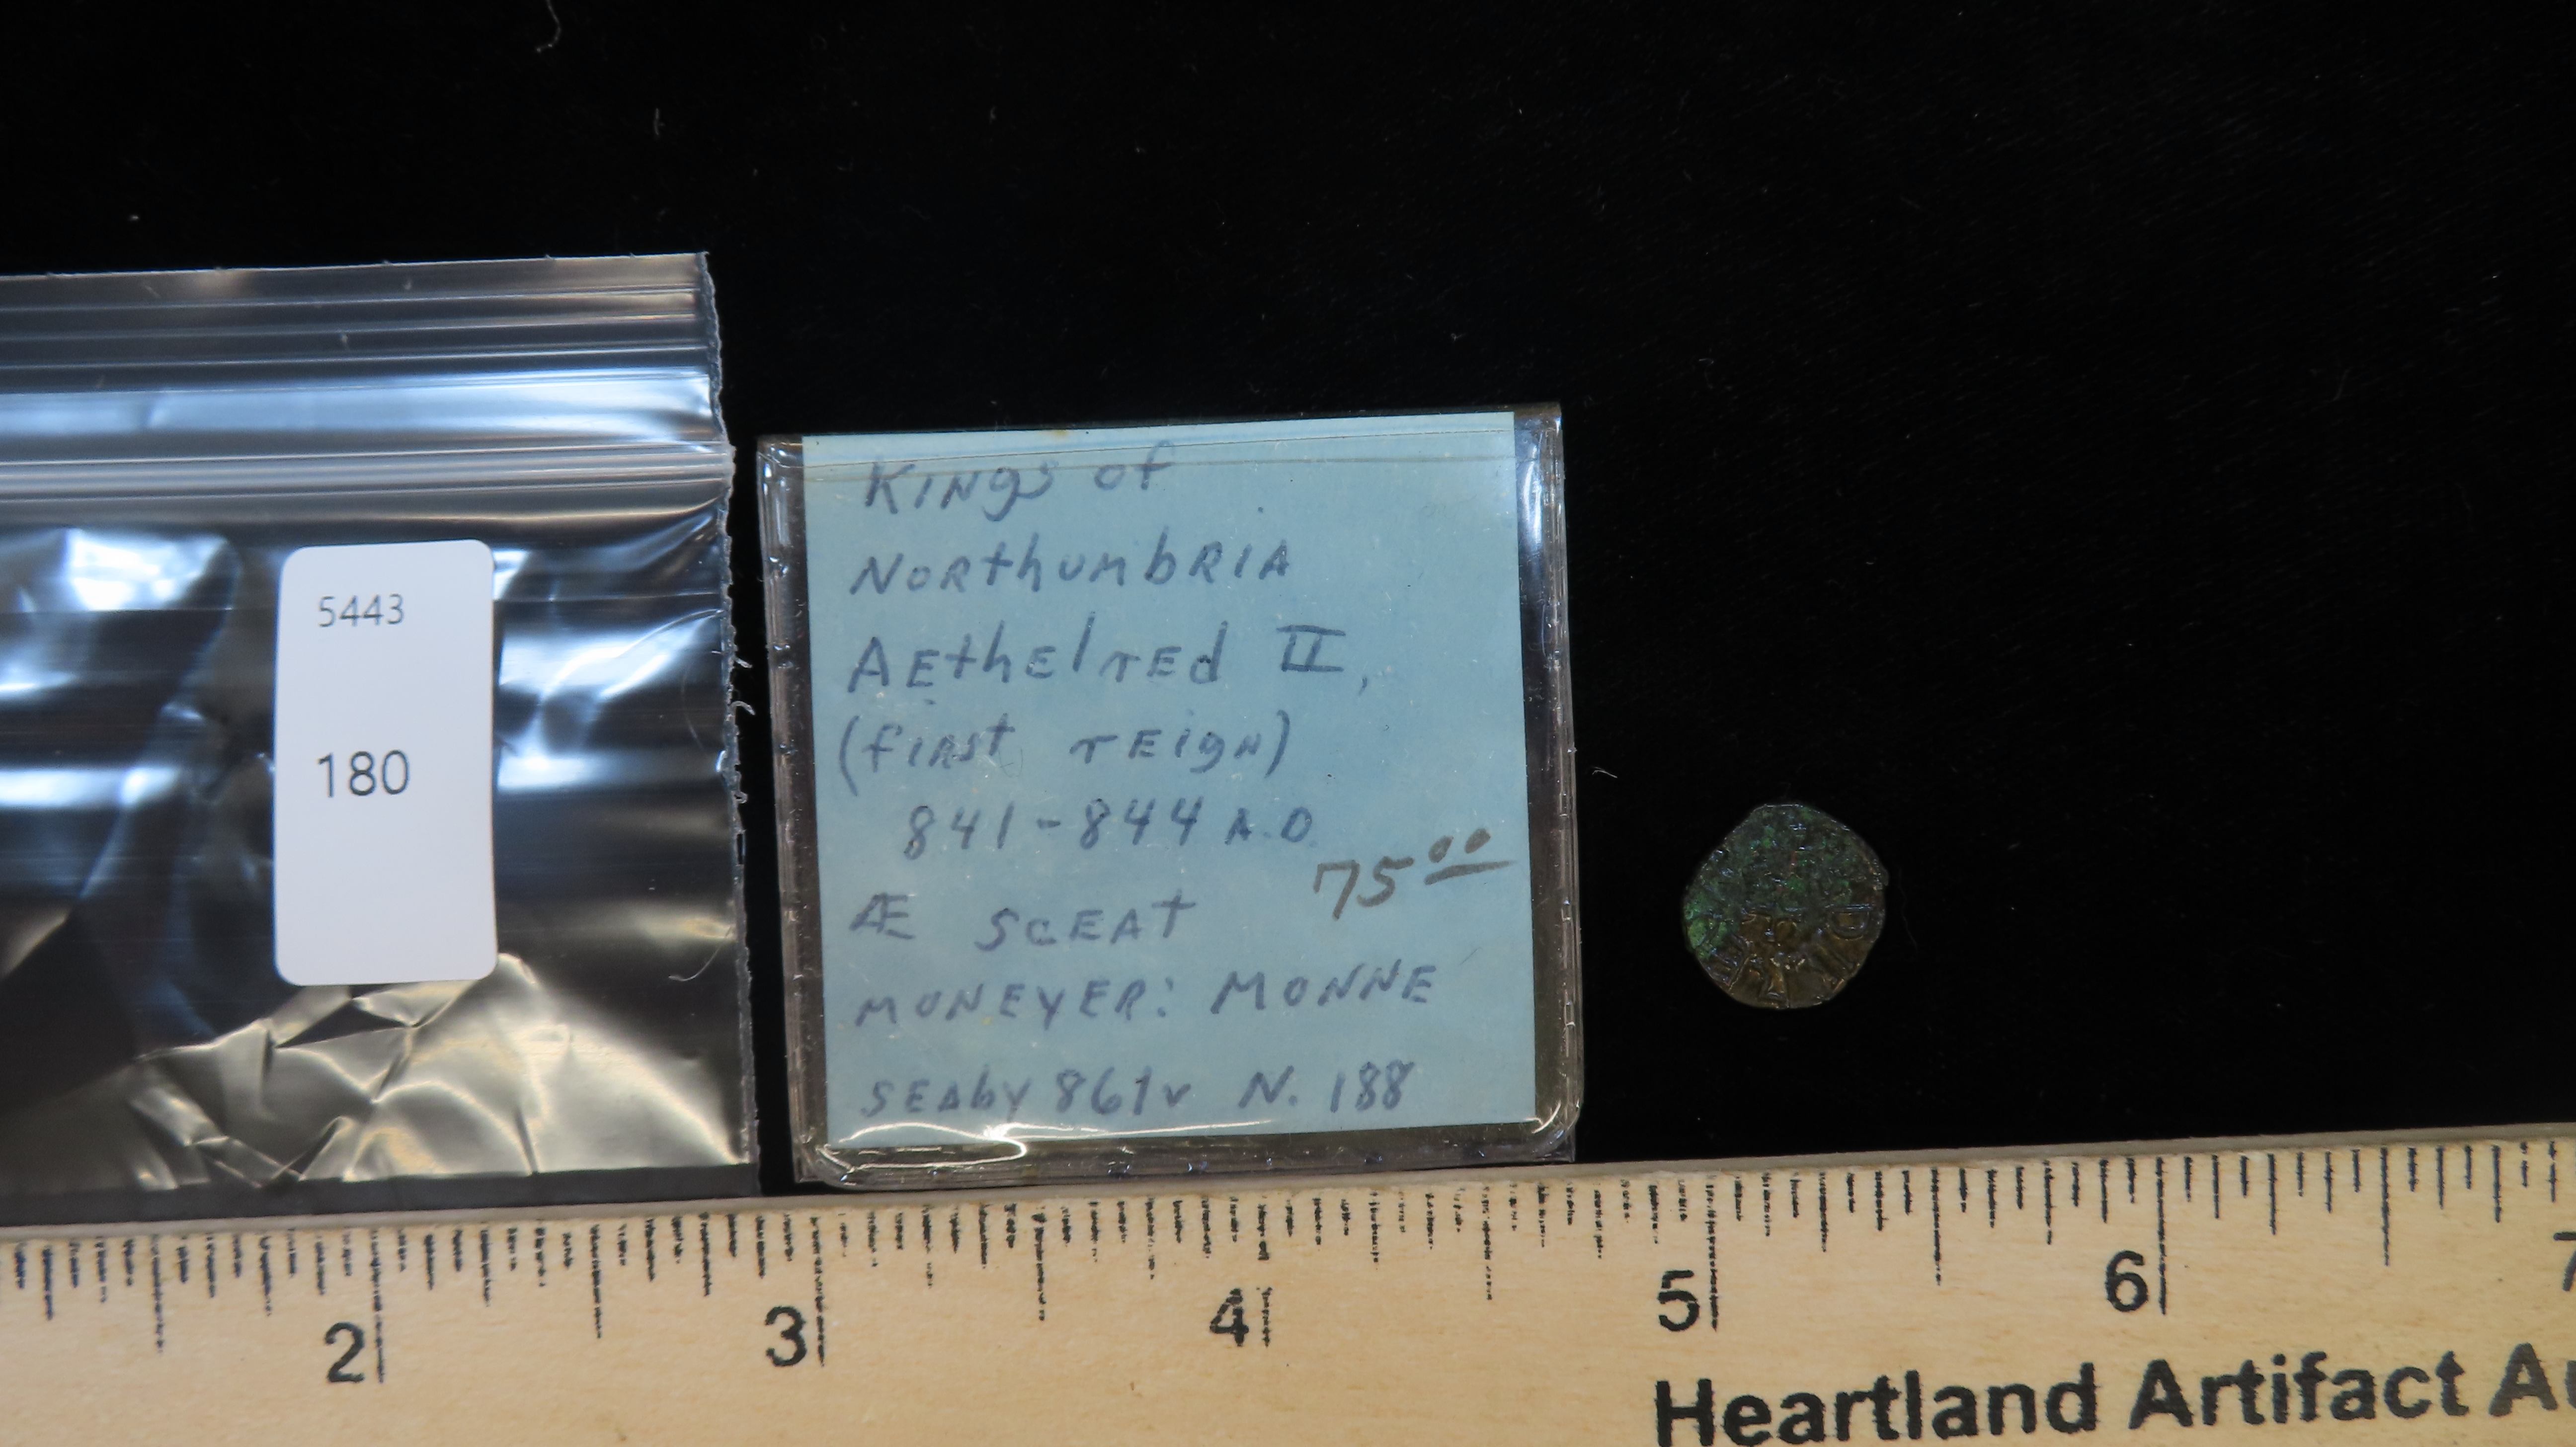 5443
180
Kings of
Northumbria
Aethelred II,
(first reign)
841-844 A.D.
75.00
Æ Sceat
Moneyer: Monne
Seaby 861v N. 188
2 3 4 5 6 7
Heartland Artifact